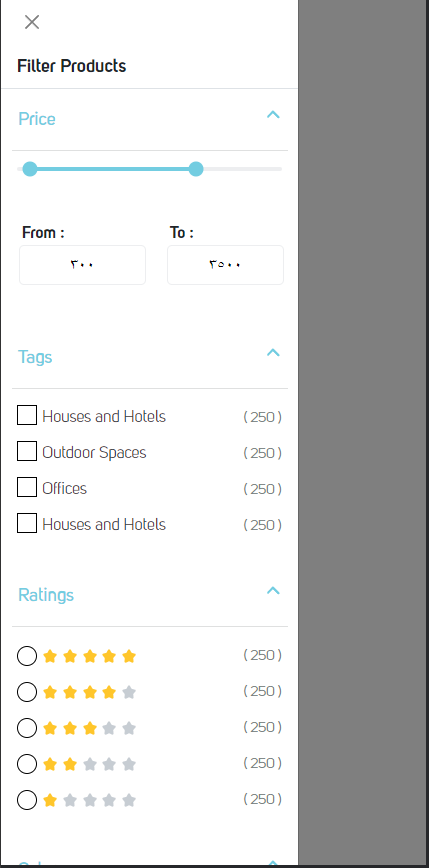 Filter Products
Price
From :
To :
٣٠٠
٣٥٠٠
Tags
Houses and Hotels (250)
Outdoor Spaces (250)
Offices (250)
Houses and Hotels (250)
Ratings
(250)
(250)
(250)
(250)
(250)